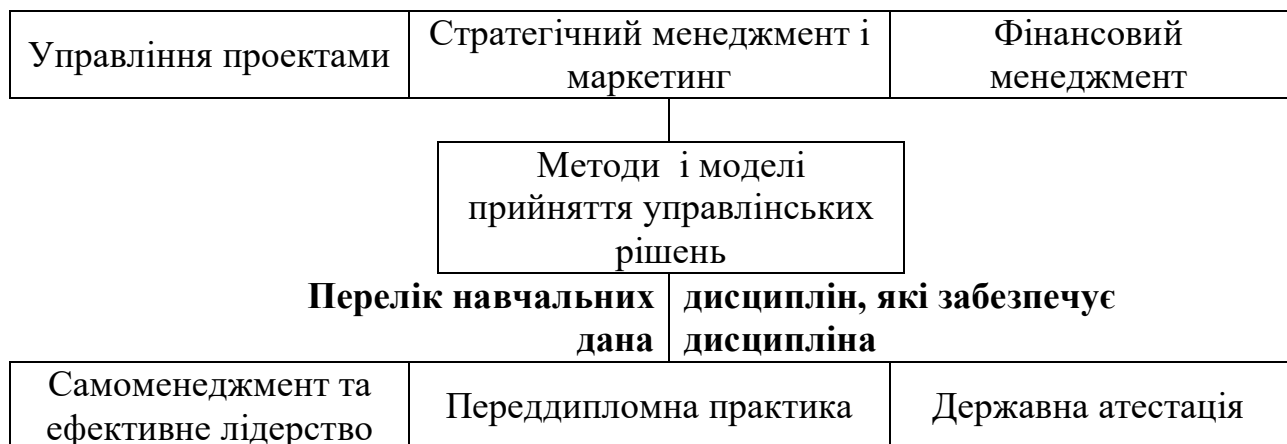 Управління проектами
Стратегічний менеджмент і
маркетинг
Фінансовий
менеджмент
Методи і моделі
прийняття управлінських
рішень
Перелік навчальних дисциплін, які забезпечує
дана дисципліна
Самоменеджмент та
ефективне лідерство
Переддипломна практика
Державна атестація